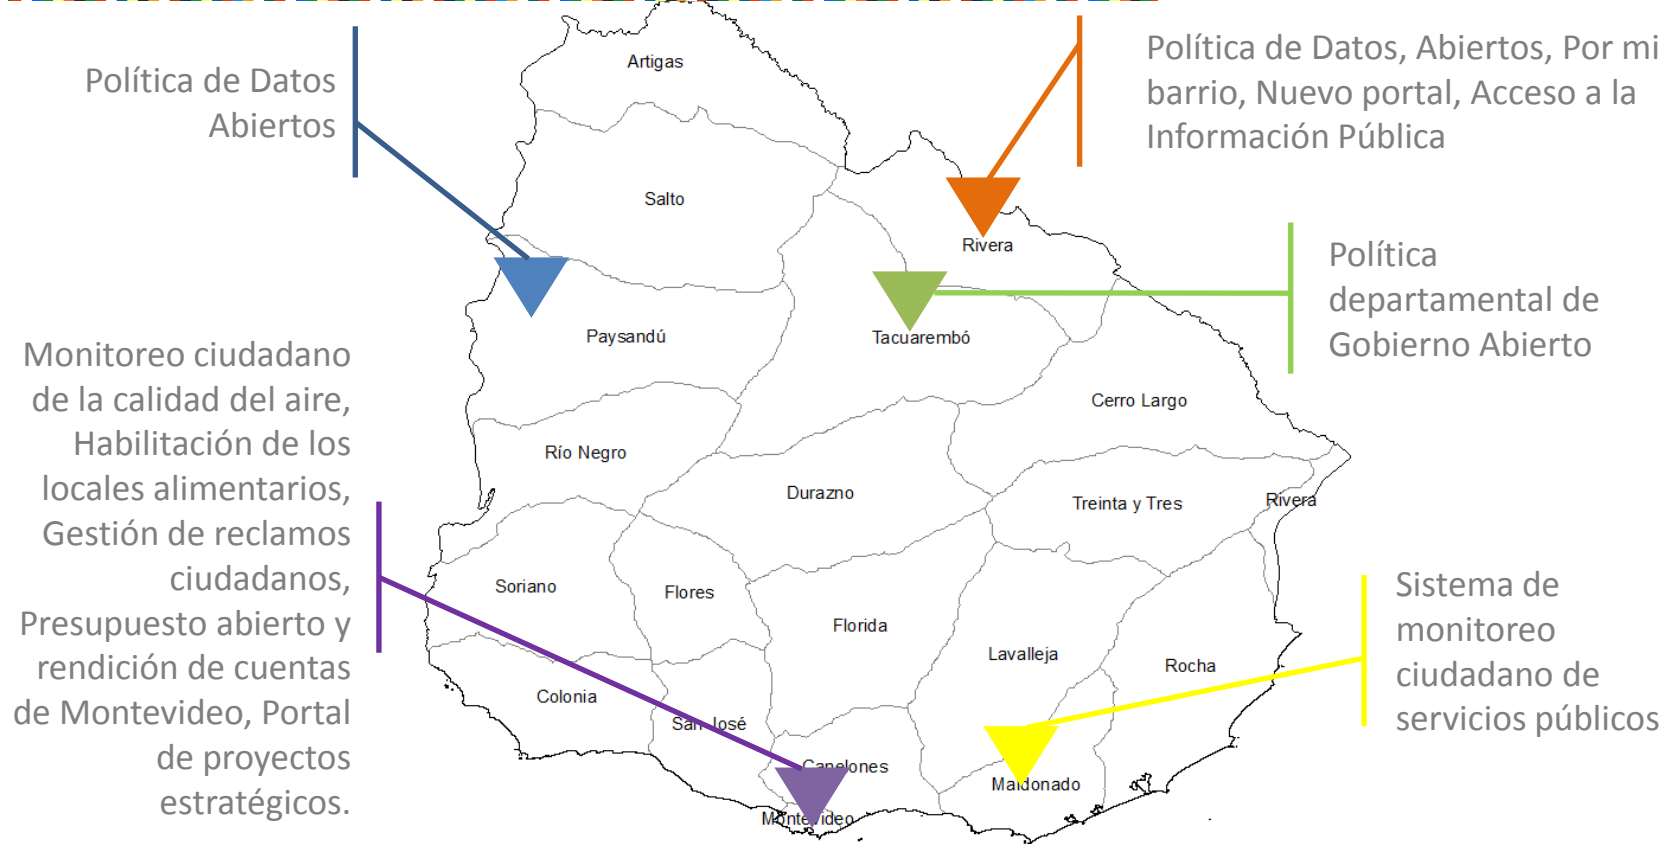 Política de Datos
Abiertos
Política de Datos, Abiertos, Por mi
barrio, Nuevo portal, Acceso a la
Información Pública
Política
departamental de
Gobierno Abierto
Monitoreo ciudadano
de la calidad del aire,
Habilitación de los
locales alimentarios,
Gestión de reclamos
ciudadanos,
Presupuesto abierto y
rendición de cuentas
de Montevideo, Portal
de proyectos
estratégicos.
Sistema de
monitoreo
ciudadano de
servicios públicos
Artigas
Salto
Rivera
Paysandú
Tacuarembó
Cerro Largo
Río Negro
Durazno
Treinta y Tres
Rivera
Soriano
Flores
Florida
Lavalleja
Rocha
Colonia
San José
Canelones
Maldonado
Montevideo